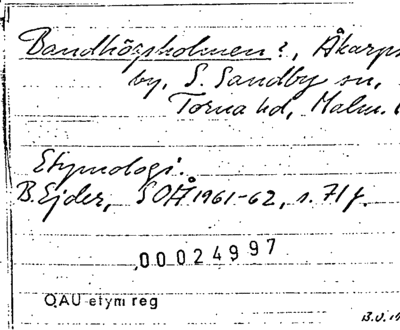 Bandhögsholmen?, Åkarps
by, S. Sandby sn,
Torna hd, Malm.
Etymologi:
B. Ejder, SOÅ 1961-62, s. 71 f.
00024997
OAU etym reg
B.U.